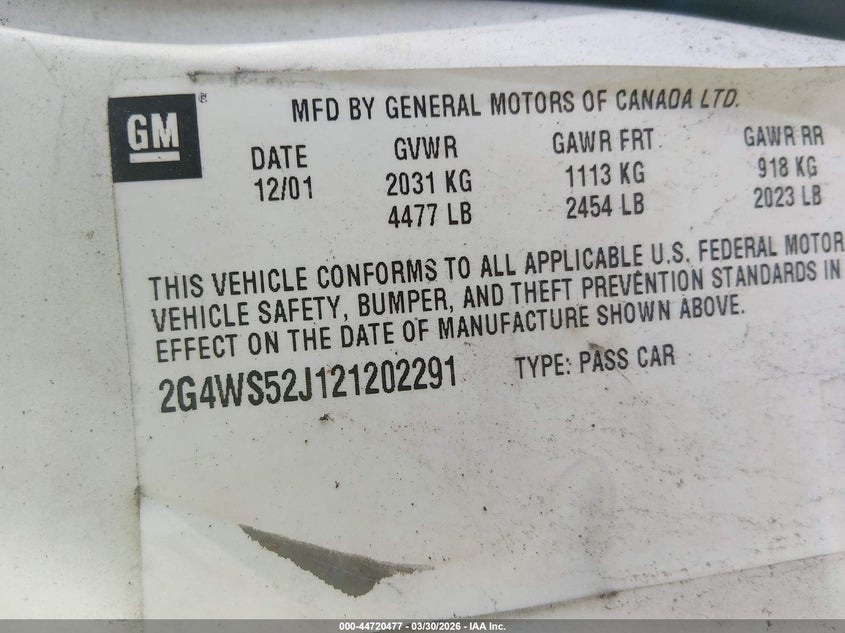 GM®
MFD BY GENERAL MOTORS OF CANADA LTD.
DATE GVWR GAWR FRT GAWR RR
12/01 2031 KG 1113 KG 918 KG
4477 LB 2454 LB 2023 LB
THIS VEHICLE CONFORMS TO ALL APPLICABLE U.S. FEDERAL MOTOR
VEHICLE SAFETY, BUMPER, AND THEFT PREVENTION STANDARDS IN
EFFECT ON THE DATE OF MANUFACTURE SHOWN ABOVE.
2G4WS52J121202291 TYPE: PASS CAR
000-44720477 - 03/30/2026 - IAA Inc.